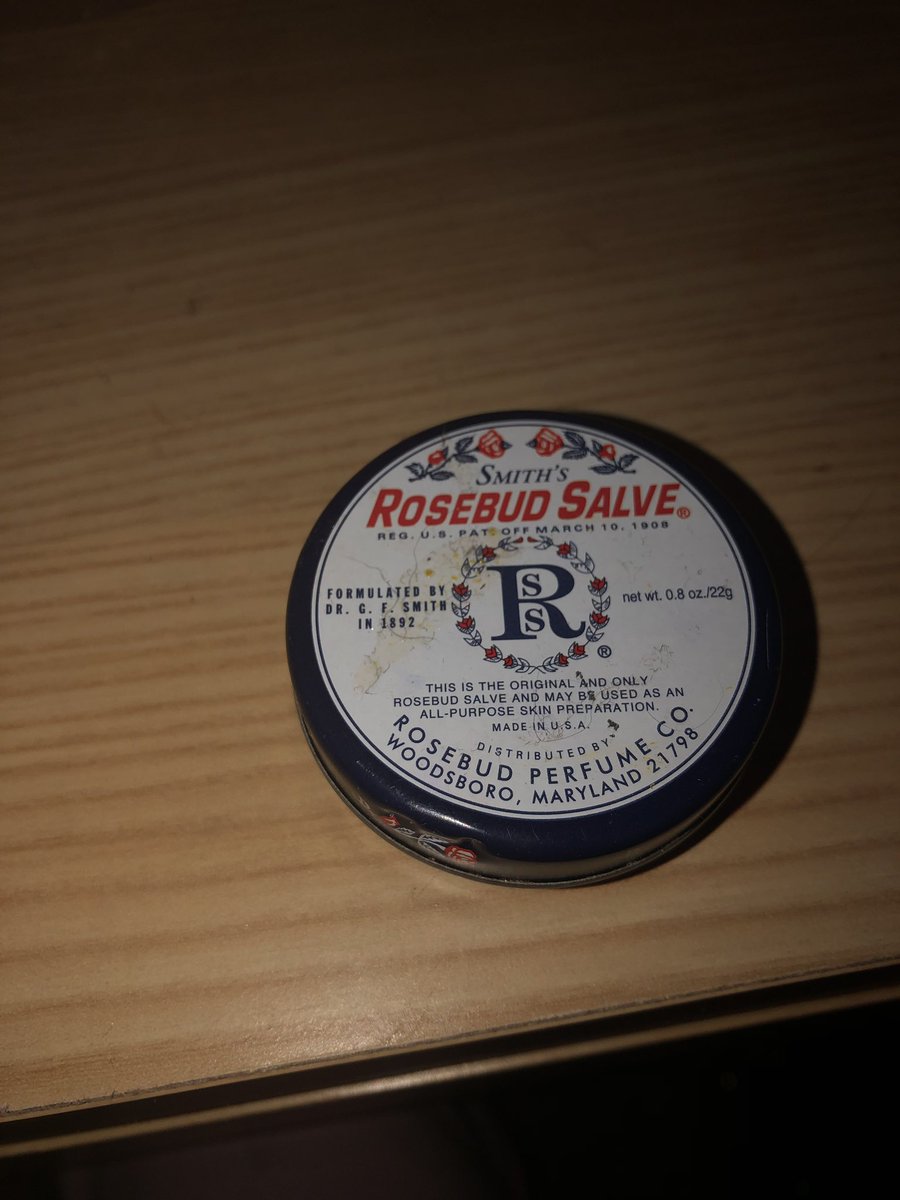 SMITH'S
ROSEBUD SALVE®
REG. U.S. PAT. OFF MARCH 10, 1908
FORMULATED BY
DR. G. F. SMITH
IN 1892
RSS
®
net wt. 0.8 oz./22g
THIS IS THE ORIGINAL AND ONLY
ROSEBUD SALVE AND MAY BE USED AS AN
ALL-PURPOSE SKIN PREPARATION.
MADE IN U.S.A.
DISTRIBUTED BY
ROSEBUD PERFUME CO.
WOODSBORO, MARYLAND 21798